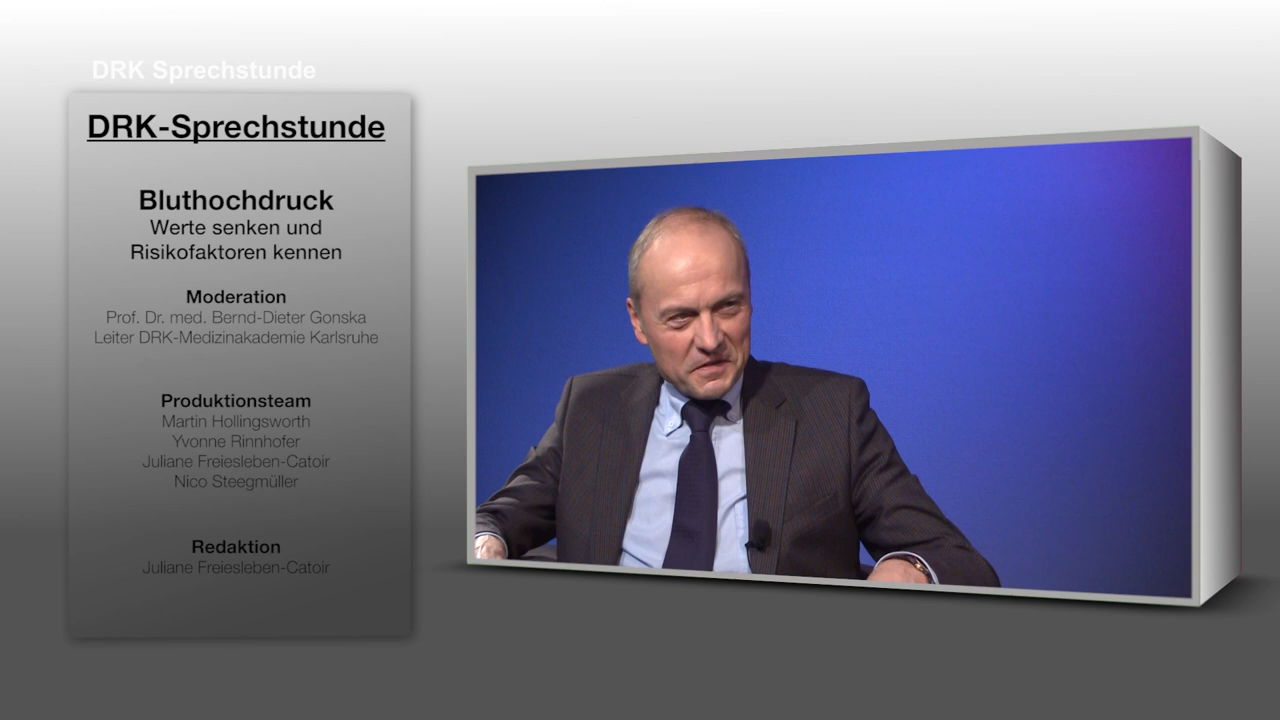 DRK Sprechstunde
DRK-Sprechstunde
Bluthochdruck
Werte senken und
Risikofaktoren kennen
Moderation
Prof. Dr. med. Bernd-Dieter Gonska
Leiter DRK-Medizinakademie Karlsruhe
Produktionsteam
Martin Hollingsworth
Yvonne Rinnhofer
Juliane Freiesleben-Catoir
Nico Steegmüller
Redaktion
Juliane Freiesleben-Catoir